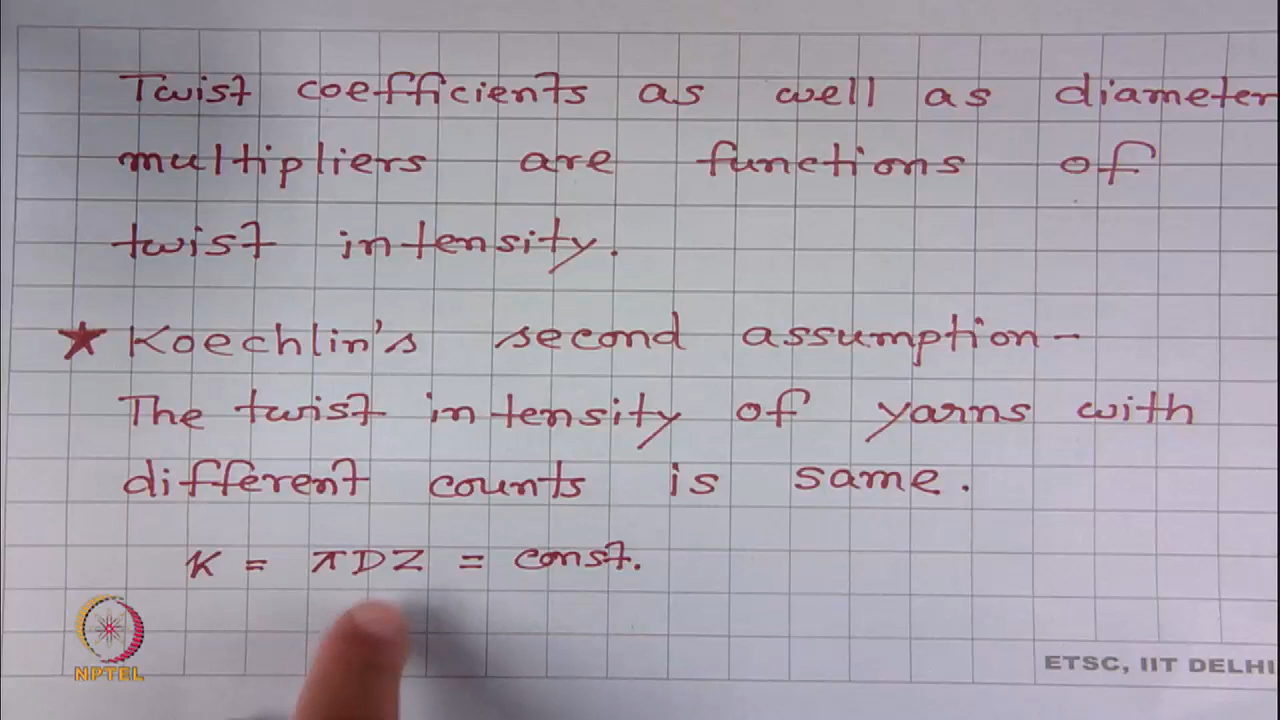 Twist coefficients as well as diameter
multipliers are functions of
twist intensity.
★ Koechlin's second assumption-
The twist intensity of yarns with
different counts is same.
K = πDZ = const.
NPTEL
ETSC, IIT DELHI